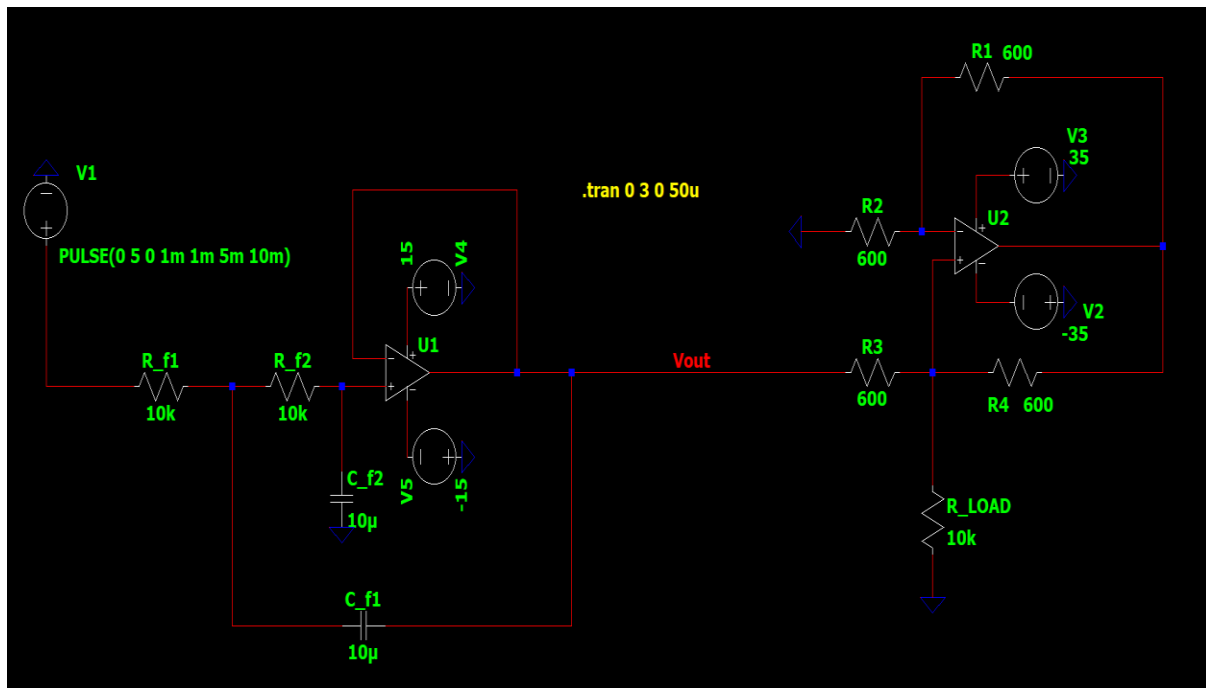 R1 600
V3
35
V1
.tran 0 3 0 50u
R2
600
U2
PULSE(0 5 0 1m 1m 5m 10m)
15
V4
V2
-35
U1
R_f1
10k
R_f2
10k
Vout
R3
600
R4 600
V5
-15
C_f2
10µ
R_LOAD
10k
C_f1
10µ